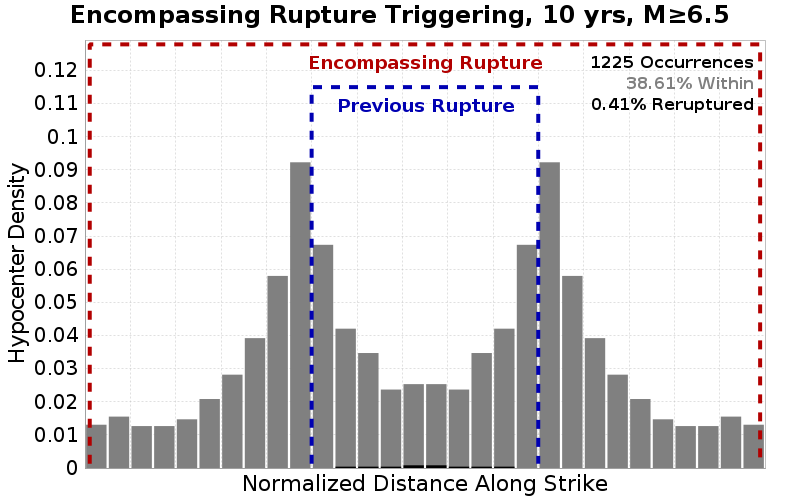 Encompassing Rupture Triggering, 10 yrs, M≥6.5
Encompassing Rupture
Previous Rupture
1225 Occurrences
38.61% Within
0.41% Reruptured
Hypocenter Density
0.12
0.11
0.1
0.09
0.08
0.07
0.06
0.05
0.04
0.03
0.02
0.01
0
Normalized Distance Along Strike